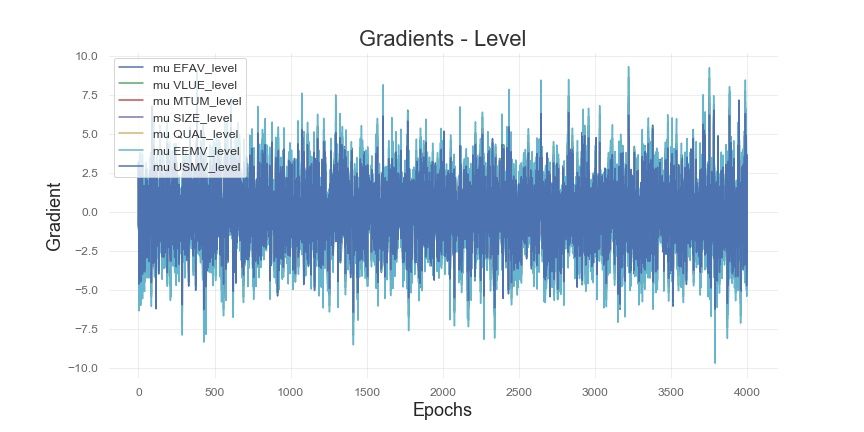 Gradients - Level
10.0
7.5
5.0
2.5
0.0
−2.5
−5.0
−7.5
−10.0
Gradient
mu EFAV_level
mu VLUE_level
mu MTUM_level
mu SIZE_level
mu QUAL_level
mu EEMV_level
mu USMV_level
0 500 1000 1500 2000 2500 3000 3500 4000
Epochs